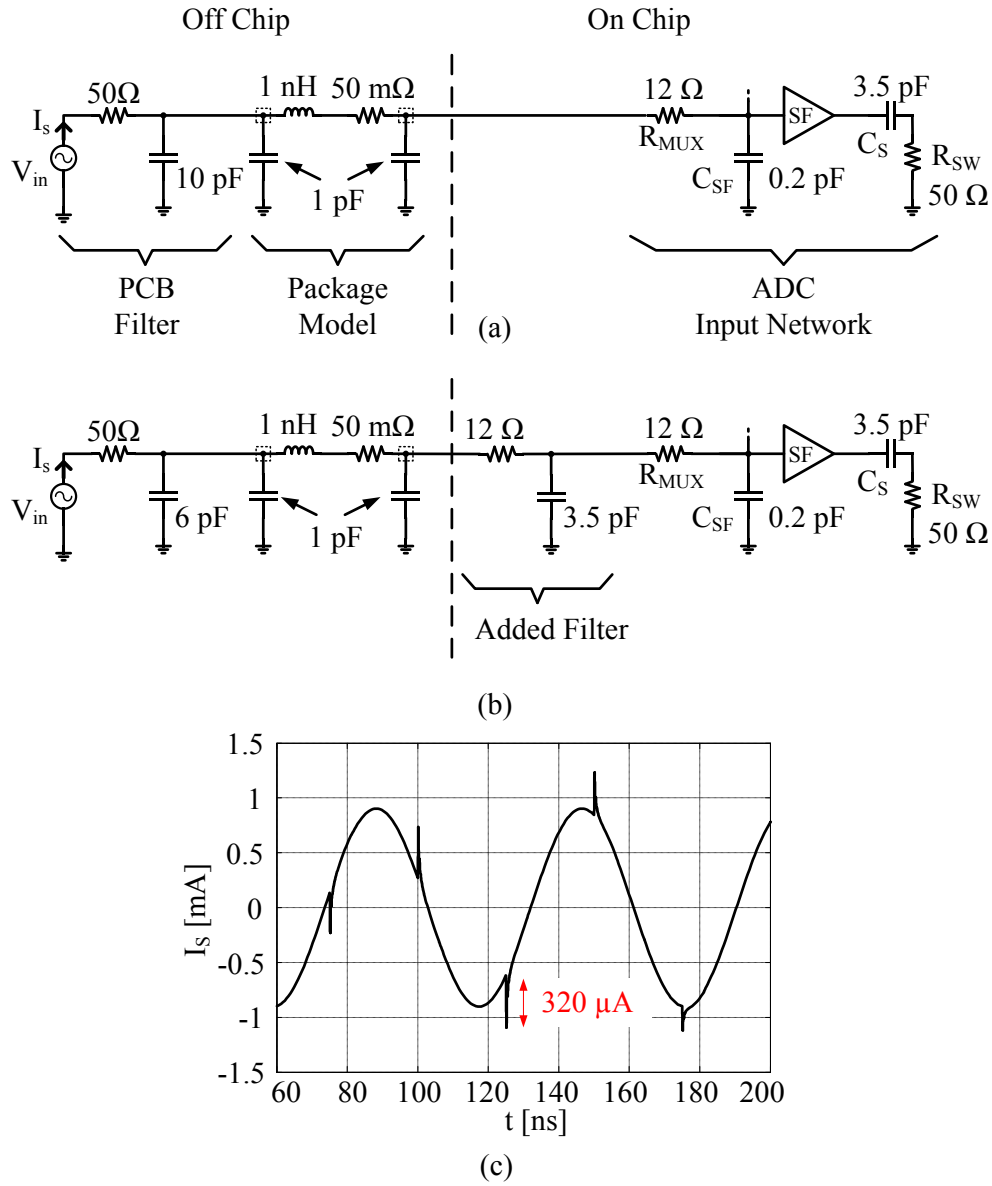 Off Chip
On Chip
50Ω
1 nH
50 mΩ
12 Ω
3.5 pF
I_s
V_in
10 pF
1 pF
R_MUX
C_SF
0.2 pF
SF
C_S
R_SW
50 Ω
PCB
Filter
Package
Model
ADC
Input Network
(a)
50Ω
1 nH
50 mΩ
12 Ω
12 Ω
3.5 pF
I_s
V_in
6 pF
1 pF
3.5 pF
R_MUX
C_SF
0.2 pF
SF
C_S
R_SW
50 Ω
Added Filter
(b)
1.5
1
0.5
0
-0.5
-1
-1.5
I_S [mA]
320 µA
60
80
100
120
140
160
180
200
t [ns]
(c)